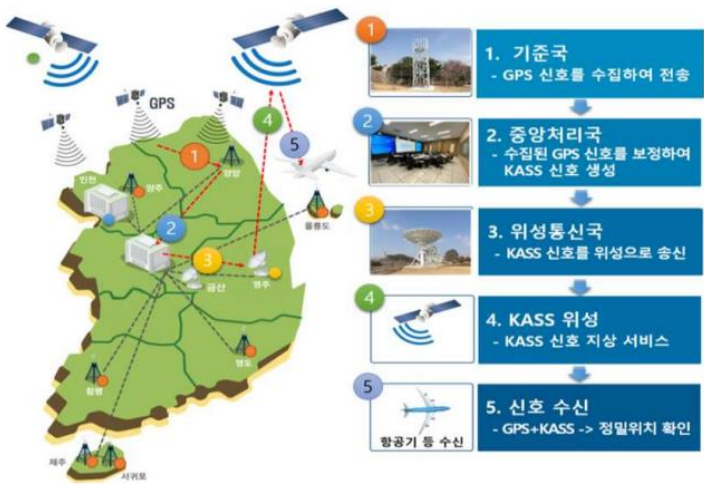 GPS
인천
양주
양양
울릉도
1
2
3
4
5
금산
영주
영도
함평
제주
서귀포
1
1. 기준국
- GPS 신호를 수집하여 전송
2
2. 중앙처리국
- 수집된 GPS 신호를 보정하여
KASS 신호 생성
3
3. 위성통신국
- KASS 신호를 위성으로 송신
4
4. KASS 위성
- KASS 신호 지상 서비스
5
항공기 등 수신
5. 신호 수신
- GPS+KASS -> 정밀위치 확인